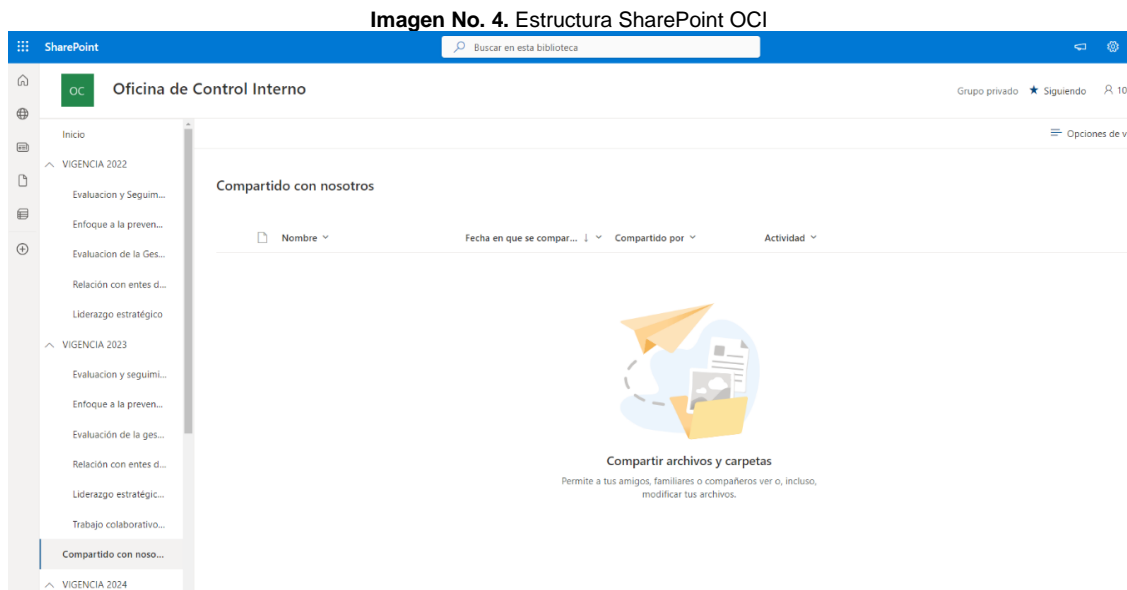 Imagen No. 4. Estructura SharePoint OCI
SharePoint
Buscar en esta biblioteca
OC
Oficina de Control Interno
Grupo privado ★ Siguiendo 10
Inicio
Opciones de v
VIGENCIA 2022
Evaluacion y Seguim...
Enfoque a la preven...
Evaluacion de la Ges...
Relación con entes d...
Liderazgo estratégico
VIGENCIA 2023
Evaluacion y seguimi...
Enfoque a la preven...
Evaluación de la ges...
Relación con entes d...
Liderazgo estratégic...
Trabajo colaborativo...
Compartido con noso...
VIGENCIA 2024
Compartido con nosotros
Nombre Fecha en que se compar... ↓ Compartido por Actividad
Compartir archivos y carpetas
Permite a tus amigos, familiares o compañeros ver o, incluso,
modificar tus archivos.